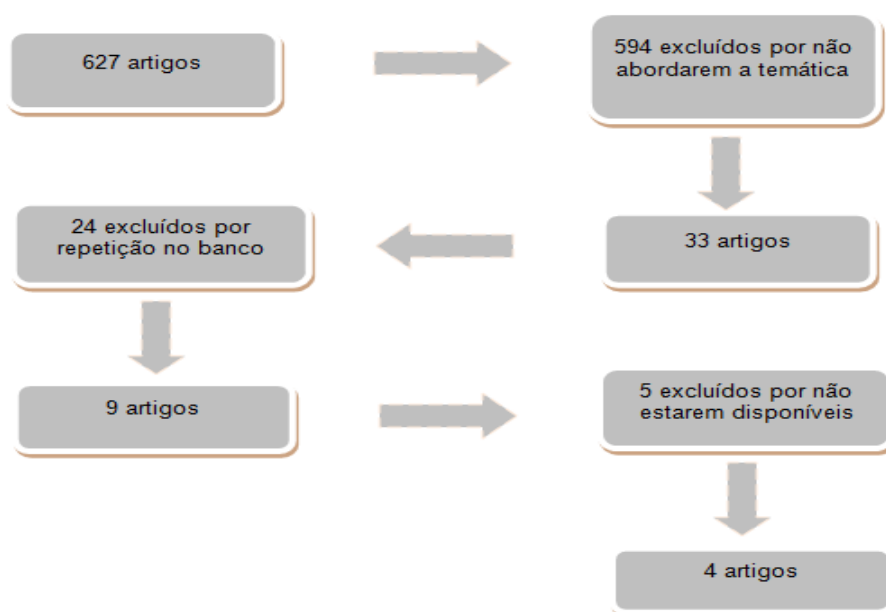 627 artigos
594 excluídos por não
abordarem a temática
33 artigos
24 excluídos por
repetição no banco
9 artigos
5 excluídos por não
estarem disponíveis
4 artigos